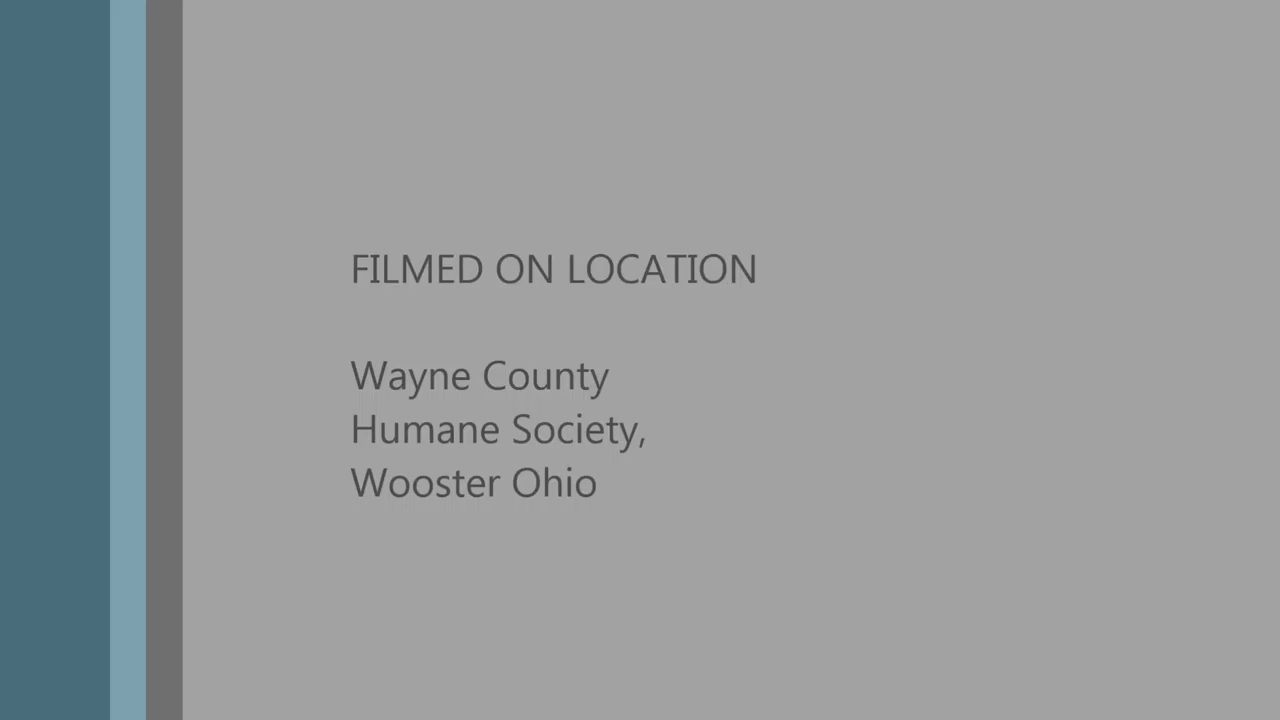 FILMED ON LOCATION
Wayne County
Humane Society,
Wooster Ohio